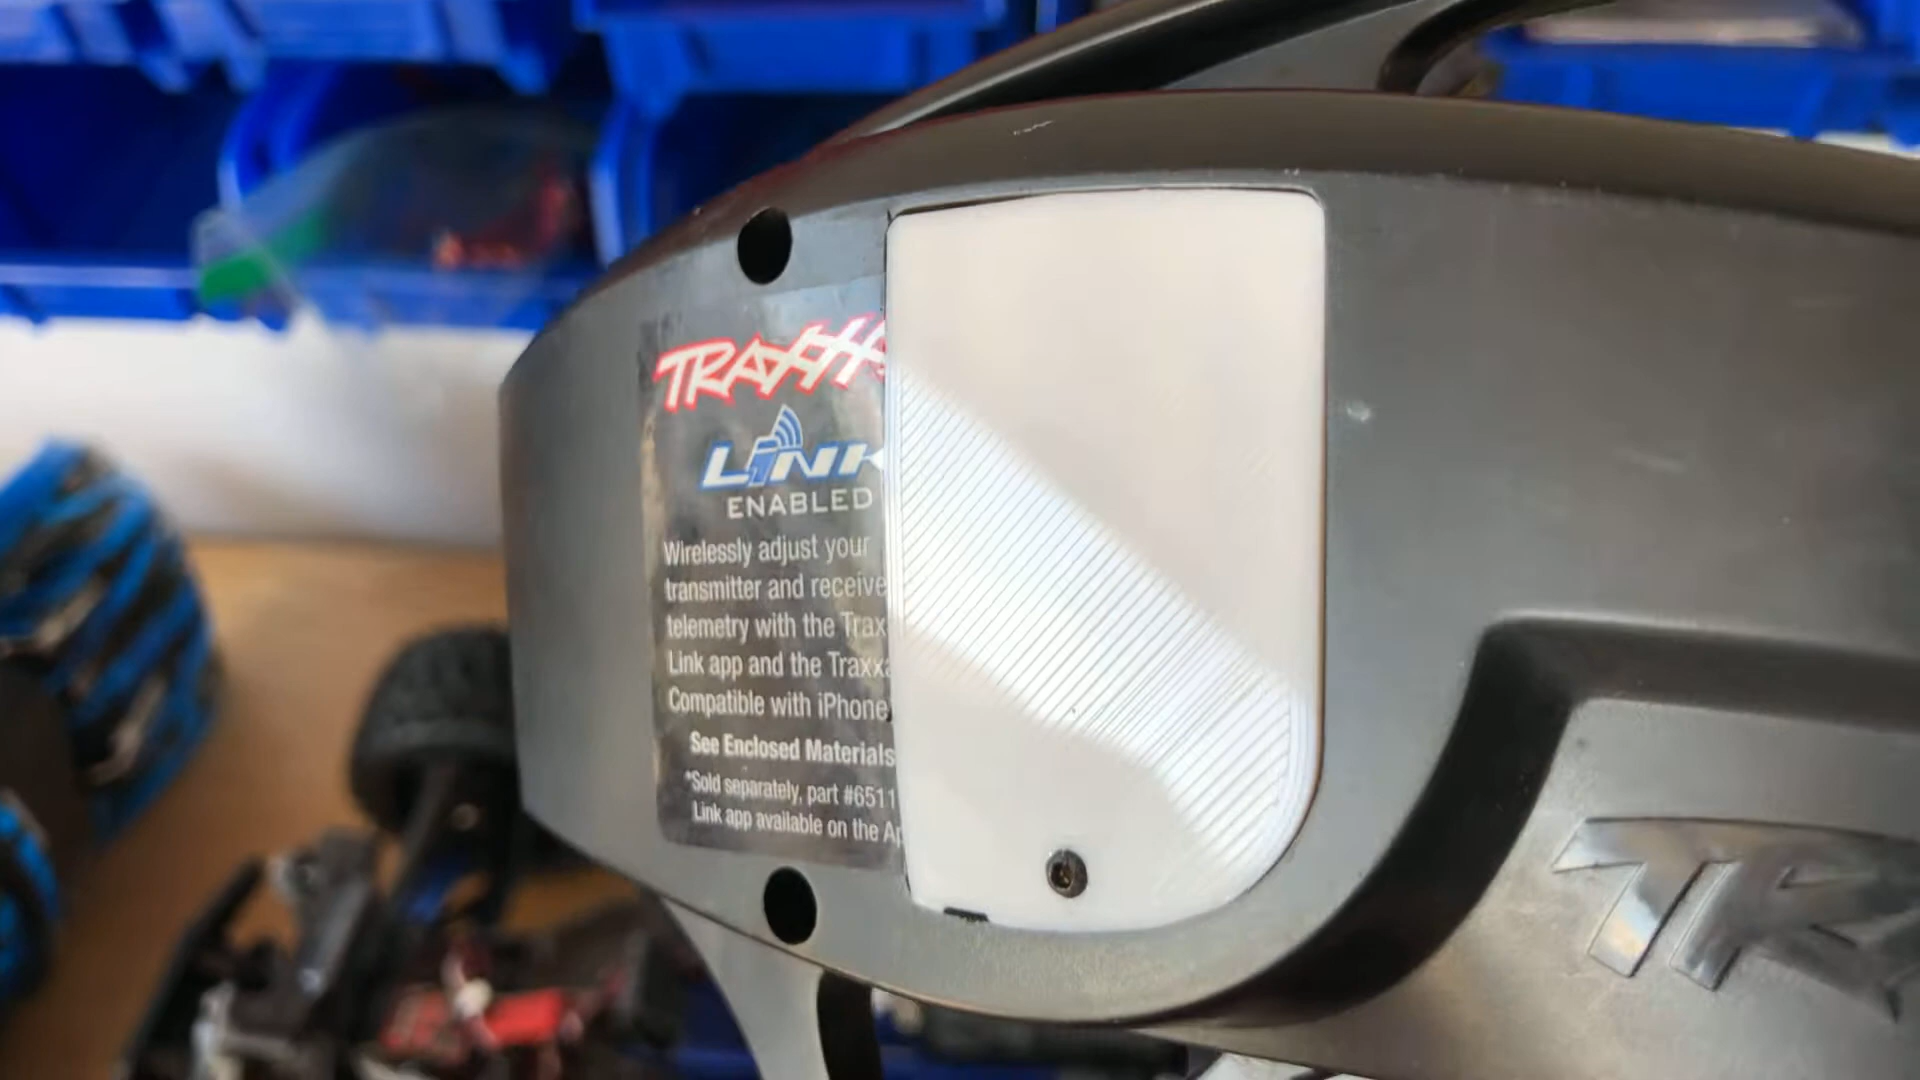 TRAXX
LiNK
ENABLED
Wirelessly adjust your
transmitter and receive
telemetry with the Trax
Link app and the Traxxa
Compatible with iPhone
See Enclosed Materials
*Sold separately, part #6511
Link app available on the Ap
TR